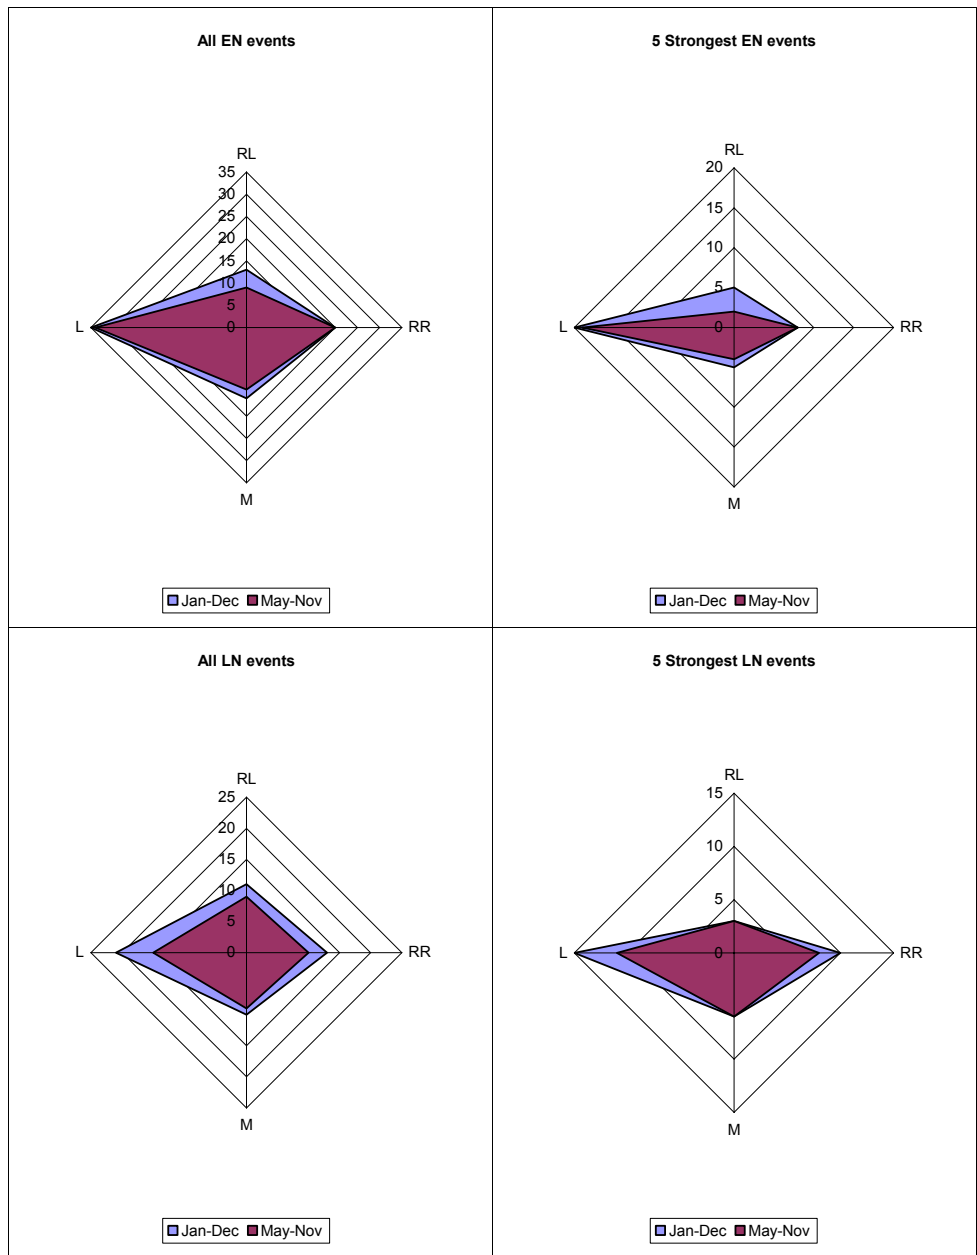 All EN events
RL
35
30
25
20
15
10
5
0
L
RR
M
Jan-Dec May-Nov
5 Strongest EN events
RL
20
15
10
5
0
L
RR
M
Jan-Dec May-Nov
All LN events
RL
25
20
15
10
5
0
L
RR
M
Jan-Dec May-Nov
5 Strongest LN events
RL
15
10
5
0
L
RR
M
Jan-Dec May-Nov